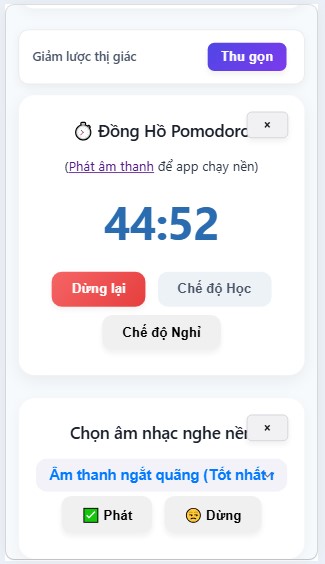 Giảm lược thị giác
Thu gọn
Đồng Hồ Pomodoro
×
(Phát âm thanh để app chạy nền)
44:52
Dừng lại
Chế độ Học
Chế độ Nghỉ
×
Chọn âm nhạc nghe nền
Âm thanh ngắt quãng (Tốt nhất
Phát
Dừng